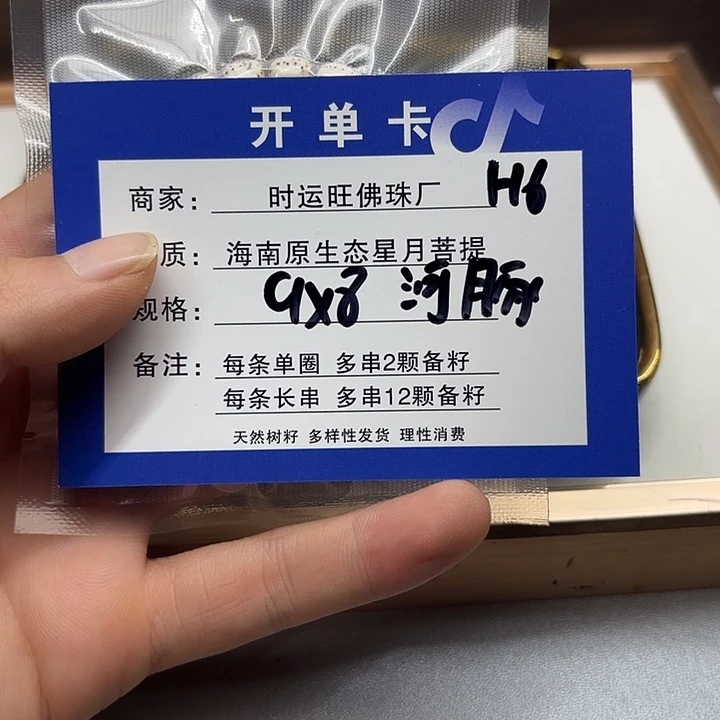 开单卡
商家： 时运旺佛珠厂 H6
质： 海南原生态星月菩提
规格： 9x8 河脉
备注： 每条单圈 多串2颗备籽
每条长串 多串12颗备籽
天然树籽 多样性发货 理性消费